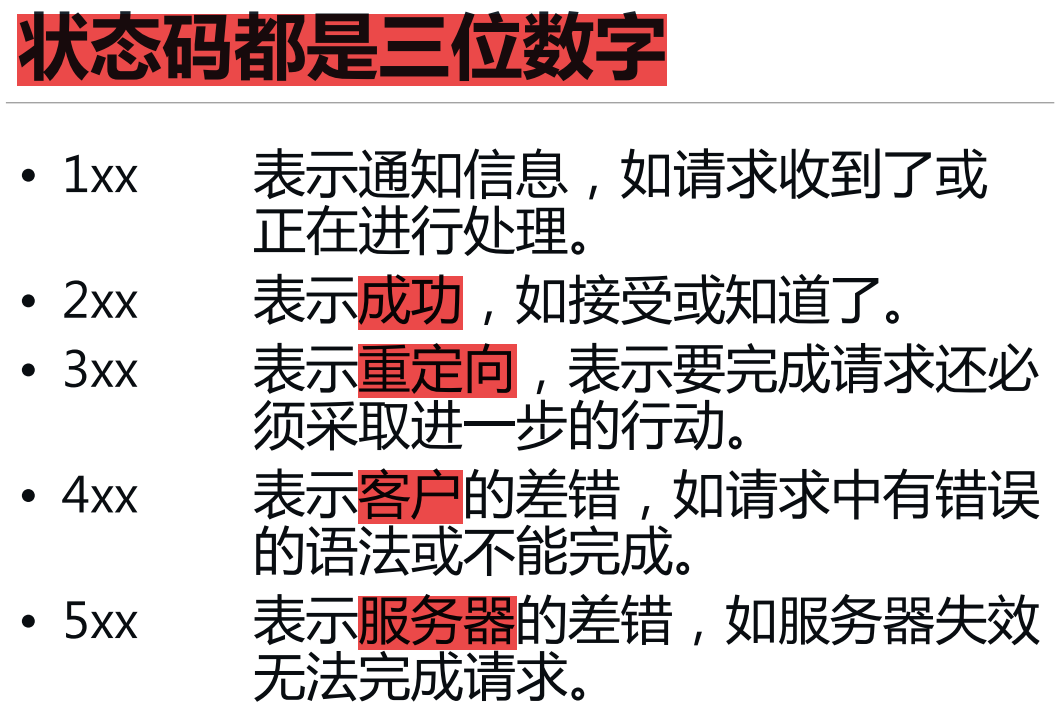 状态码都是三位数字
• 1xx 表示通知信息，如请求收到了或
正在进行处理。
• 2xx 表示成功，如接受或知道了。
• 3xx 表示重定向，表示要完成请求还必
须采取进一步的行动。
• 4xx 表示客户的差错，如请求中有错误
的语法或不能完成。
• 5xx 表示服务器的差错，如服务器失效
无法完成请求。